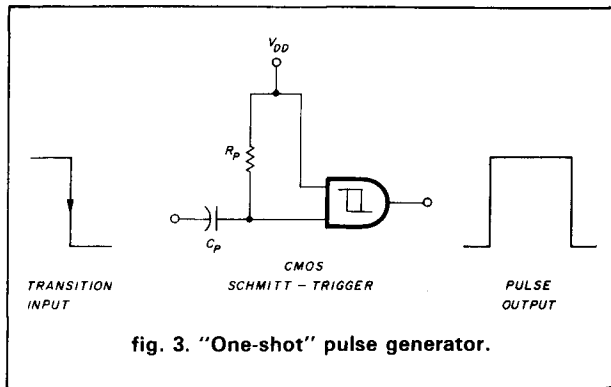 V_DD
R_P
C_P
TRANSITION
INPUT
CMOS
SCHMITT - TRIGGER
PULSE
OUTPUT
fig. 3. "One-shot" pulse generator.